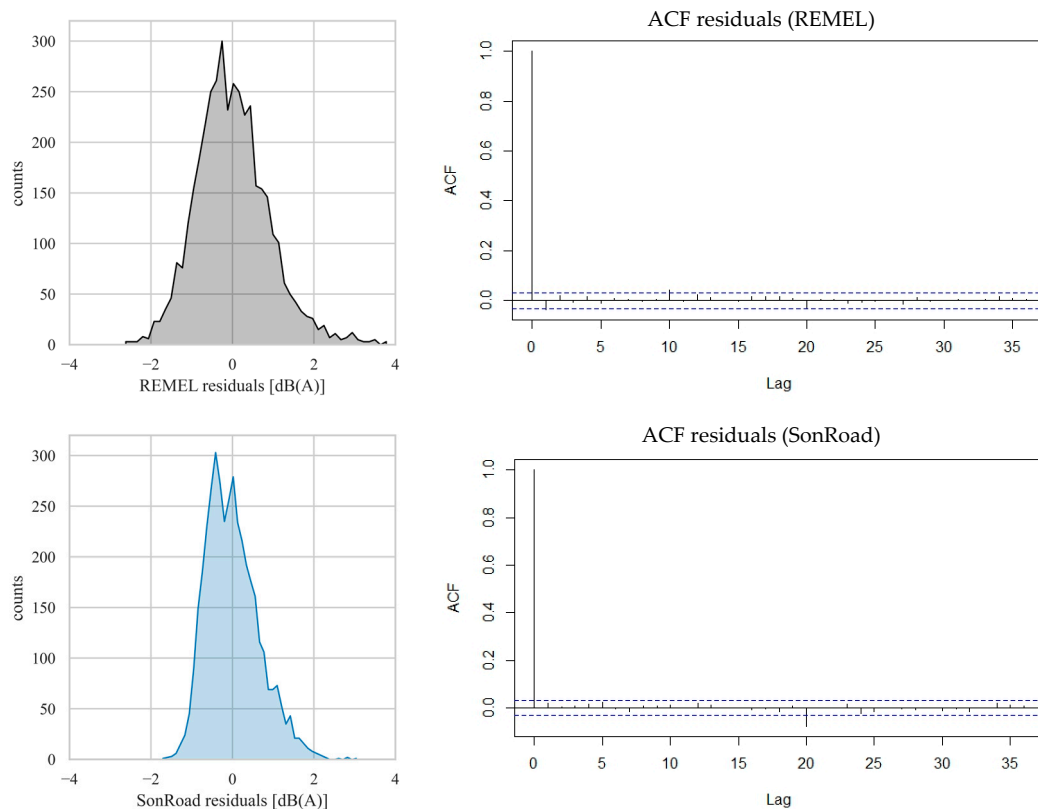 300
250
200
150
100
50
0
counts
−4 −2 0 2 4
REMEL residuals [dB(A)]
ACF residuals (REMEL)
1.0
0.8
0.6
0.4
0.2
0.0
ACF
0 5 10 15 20 25 30 35
Lag
300
250
200
150
100
50
0
counts
−4 −2 0 2 4
SonRoad residuals [dB(A)]
ACF residuals (SonRoad)
1.0
0.8
0.6
0.4
0.2
0.0
ACF
0 5 10 15 20 25 30 35
Lag